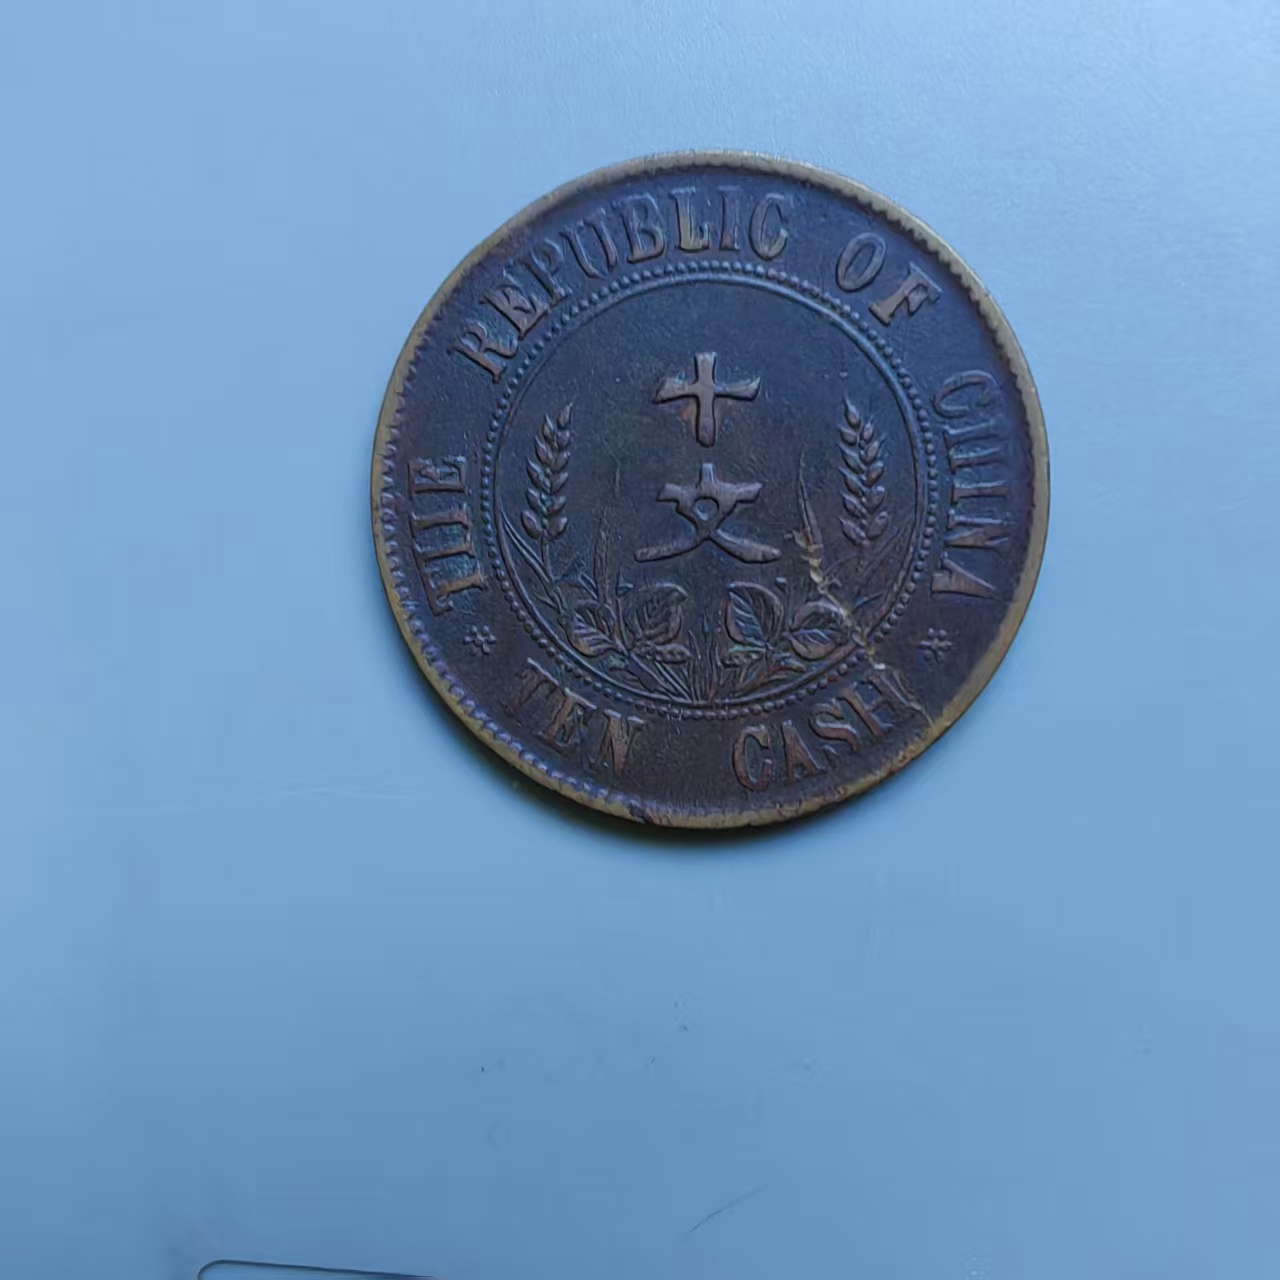 THE REPUBLIC OF CHINA
十
文
* TEN CASH *